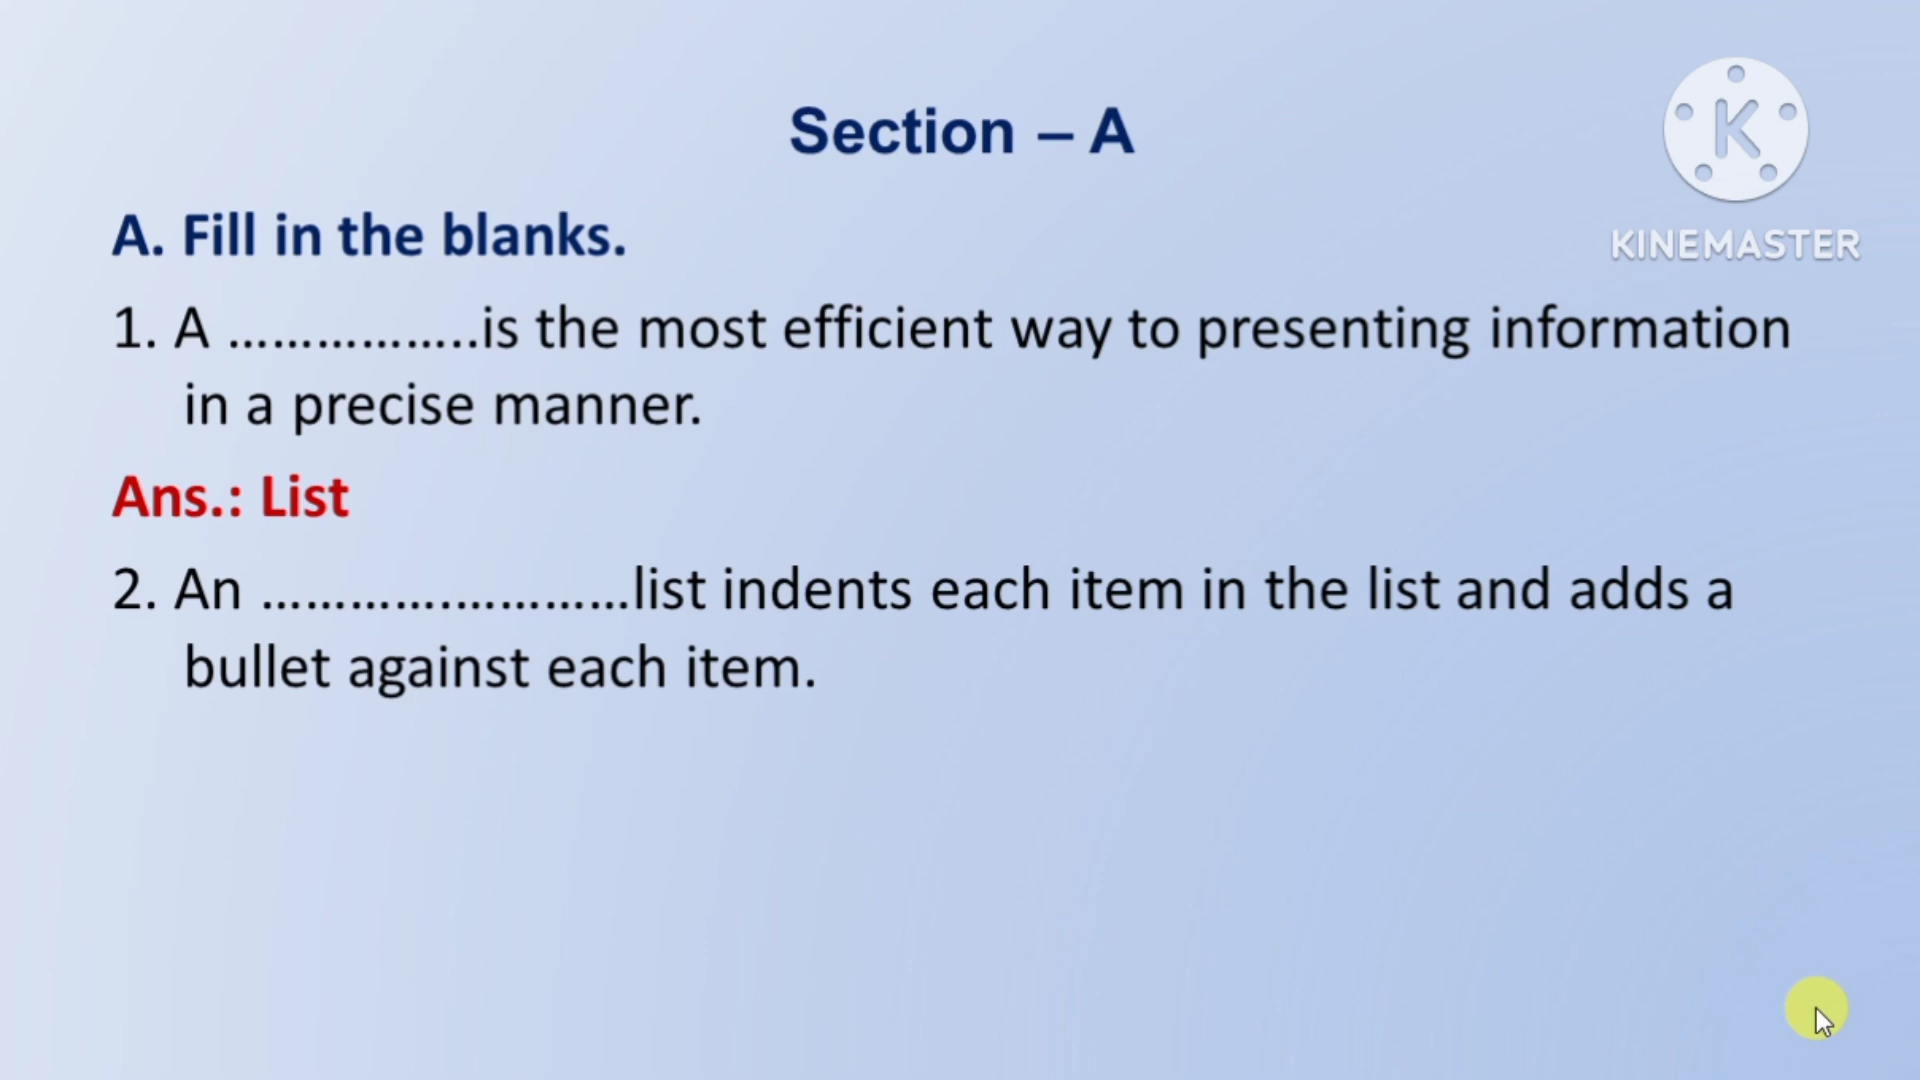 Section – A
K
KINEMASTER
A. Fill in the blanks.
1. A ……………..is the most efficient way to presenting information
in a precise manner.
Ans.: List
2. An ………….…………list indents each item in the list and adds a
bullet against each item.